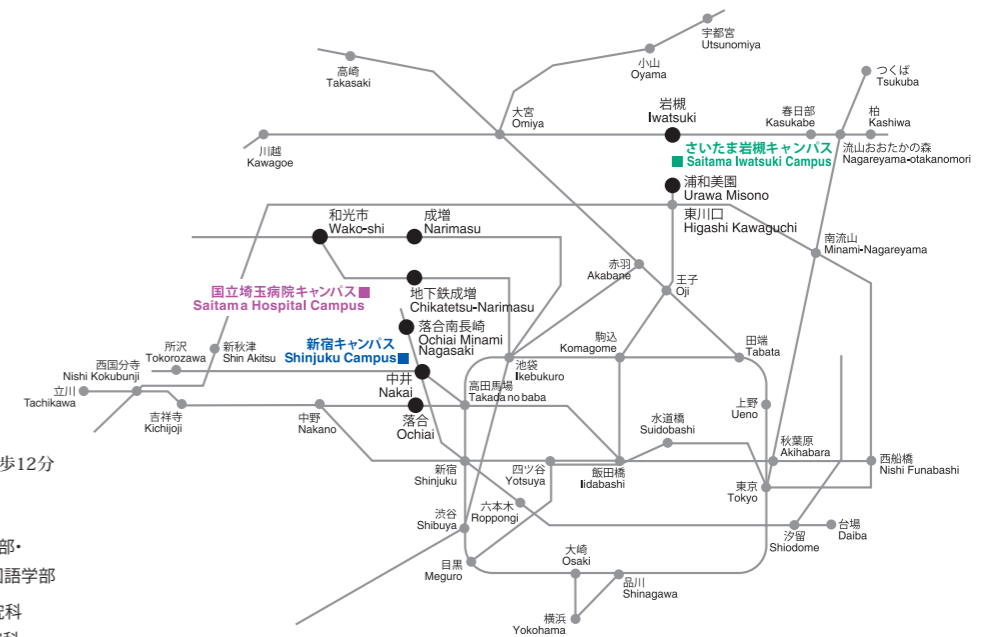 宇都宮
Utsunomiya
小山
Oyama
高崎
Takasaki
つくば
Tsukuba
大宮
Omiya
岩槻
Iwatsuki
春日部
Kasukabe
柏
Kashiwa
川越
Kawagoe
さいたま岩槻キャンパス
■ Saitama Iwatsuki Campus
流山おおたかの森
Nagareyama-otakanomori
浦和美園
Urawa Misono
東川口
Higashi Kawaguchi
和光市
Wako-shi
成増
Narimasu
南流山
Minami-Nagareyama
赤羽
Akabane
王子
Oji
国立埼玉病院キャンパス■
Saitama Hospital Campus
地下鉄成増
Chikatetsu-Narimasu
落合南長崎
Ochiai Minami
Nagasaki
新宿キャンパス
Shinjuku Campus■
駒込
Komagome
田端
Tabata
所沢
Tokorozawa
新秋津
Shin Akitsu
西国分寺
Nishi Kokubunji
池袋
Ikebukuro
立川
Tachikawa
中井
Nakai
高田馬場
Takada no baba
吉祥寺
Kichijoji
中野
Nakano
落合
Ochiai
水道橋
Suidobashi
上野
Ueno
秋葉原
Akihabara
西船橋
Nishi Funabashi
歩12分
新宿
Shinjuku
四ツ谷
Yotsuya
飯田橋
Iidabashi
東京
Tokyo
六本木
Roppongi
渋谷
Shibuya
汐留
Shiodome
台場
Daiba
部・
国語学部
目黒
Meguro
大崎
Osaki
品川
Shinagawa
院科
横浜
Yokohama